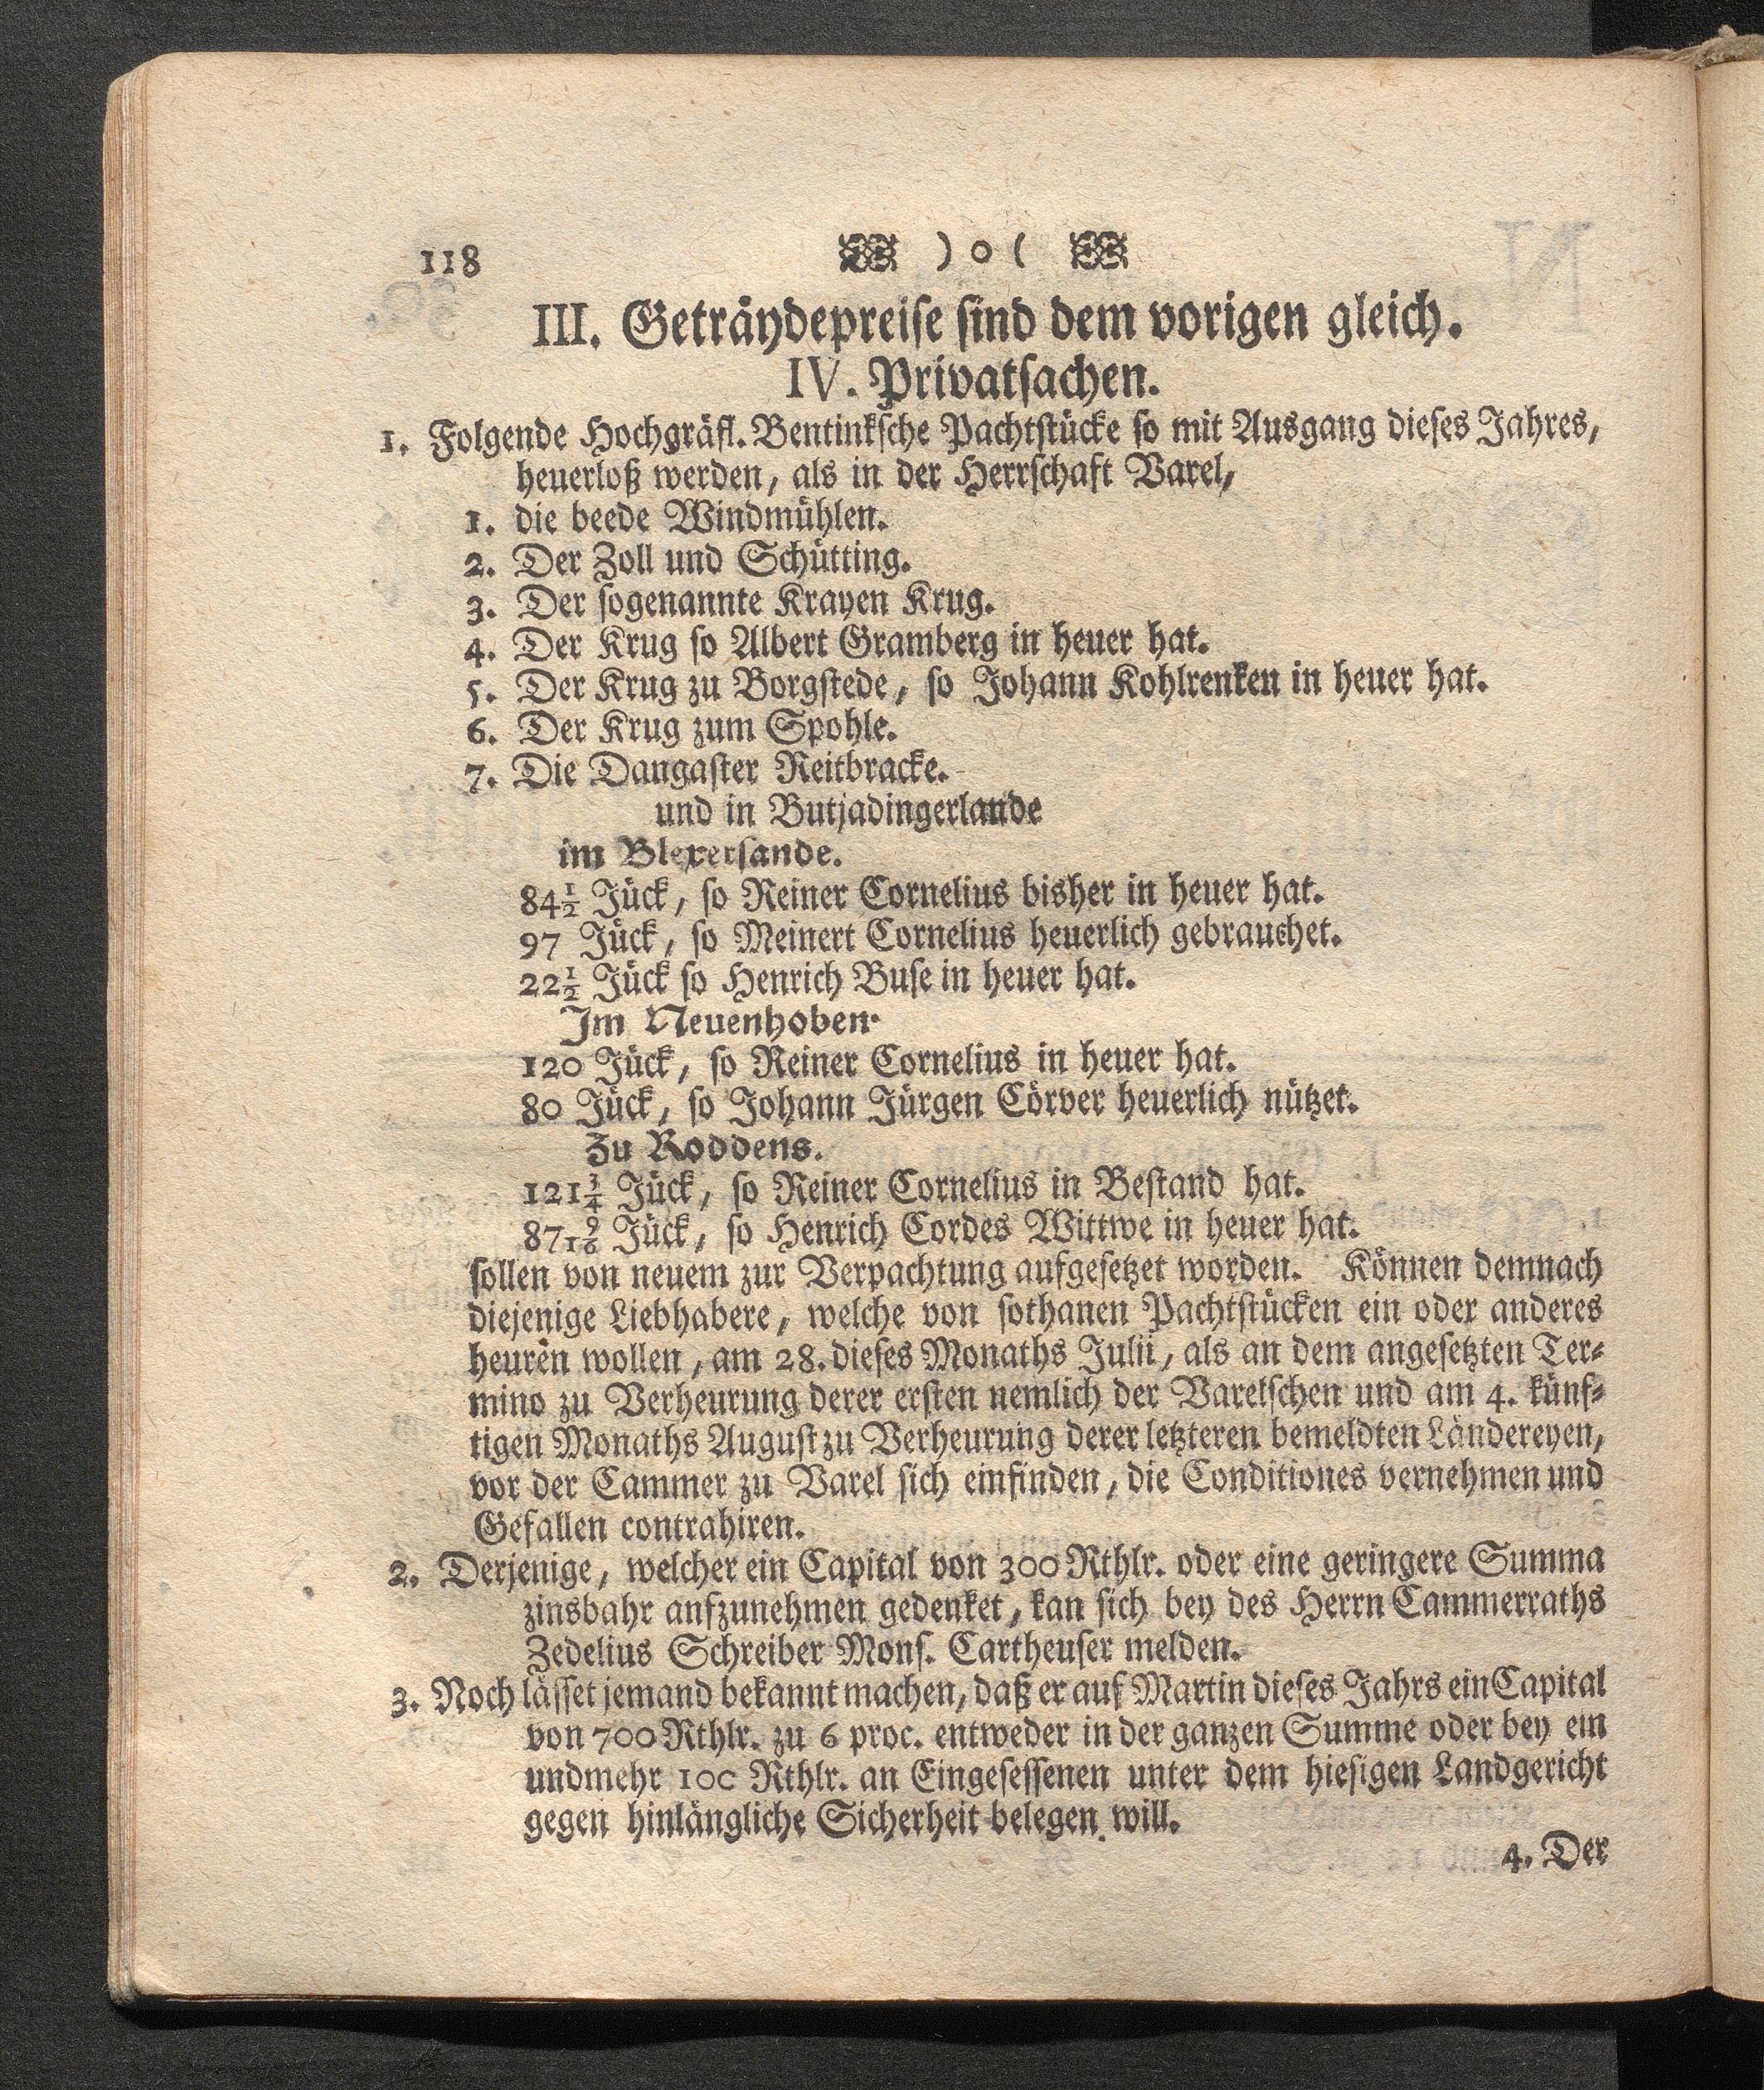 118
) o (
III. Geträydepreise sind dem vorigen gleich.
IV. Privatsachen.
1. Folgende Hochgräfl. Bentinksche Pachtstücke so mit Ausgang dieses Jahres,
heuerloß werden, als in der Herrschaft Varel,
1. die beede Windmühlen.
2. Der Zoll und Schütting.
3. Der sogenannte Krayen Krug.
4. Der Krug so Albert Gramberg in heuer hat.
5. Der Krug zu Borgstede, so Johann Kohlrenken in heuer hat.
6. Der Krug zum Spohle.
7. Die Dangaster Reitbracke.
und in Butjadingerlande
im Blexersande.
84½ Jück, so Reiner Cornelius bisher in heuer hat.
97 Jück, so Meinert Cornelius heuerlich gebrauchet.
22½ Jück so Henrich Buse in heuer hat.
Im Neuenhoben.
120 Jück, so Reiner Cornelius in heuer hat.
80 Jück, so Johann Jürgen Cörver heuerlich nützet.
Zu Roddens.
121¾ Jück, so Reiner Cornelius in Bestand hat.
87 9/16 Jück, so Henrich Cordes Wittwe in heuer hat.
sollen von neuem zur Verpachtung aufgesetzet worden. Können demnach
diejenige Liebhabere, welche von sothanen Pachtstücken ein oder anderes
heuren wollen, am 28. dieses Monaths Julii, als an dem angesetzten Ter-
mino zu Verheurung derer ersten nemlich der Varelschen und am 4. künf-
tigen Monaths August zu Verheurung derer letzteren bemeldten Ländereyen,
vor der Cammer zu Varel sich einfinden, die Conditiones vernehmen und
Gefallen contrahiren.
2. Derjenige, welcher ein Capital von 300 Rthlr. oder eine geringere Summa
zinsbahr anfzunehmen gedenket, kan sich bey des Herrn Cammerraths
Zedelius Schreiber Mons. Cartheuser melden.
3. Noch lässet jemand bekannt machen, daß er auf Martin dieses Jahrs ein Capital
von 700 Rthlr. zu 6 proc. entweder in der ganzen Summe oder bey ein
undmehr 100 Rthlr. an Eingesessenen unter dem hiesigen Landgericht
gegen hinlängliche Sicherheit belegen will.
4. Der